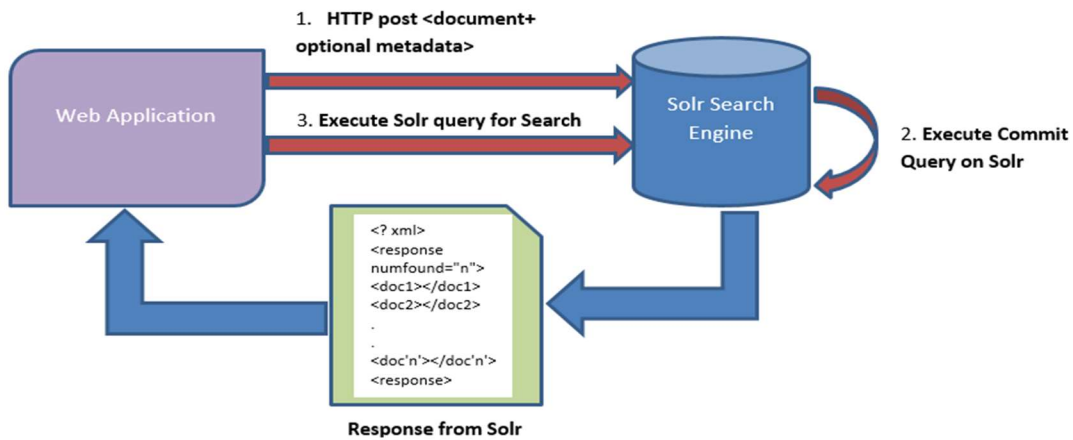 1. HTTP post <document+
optional metadata>
Web Application
3. Execute Solr query for Search
Solr Search
Engine
2. Execute Commit
Query on Solr
<? xml>
<response
numfound="n">
<doc1></doc1>
<doc2></doc2>
.
.
<doc'n'></doc'n'>
<response>
Response from Solr